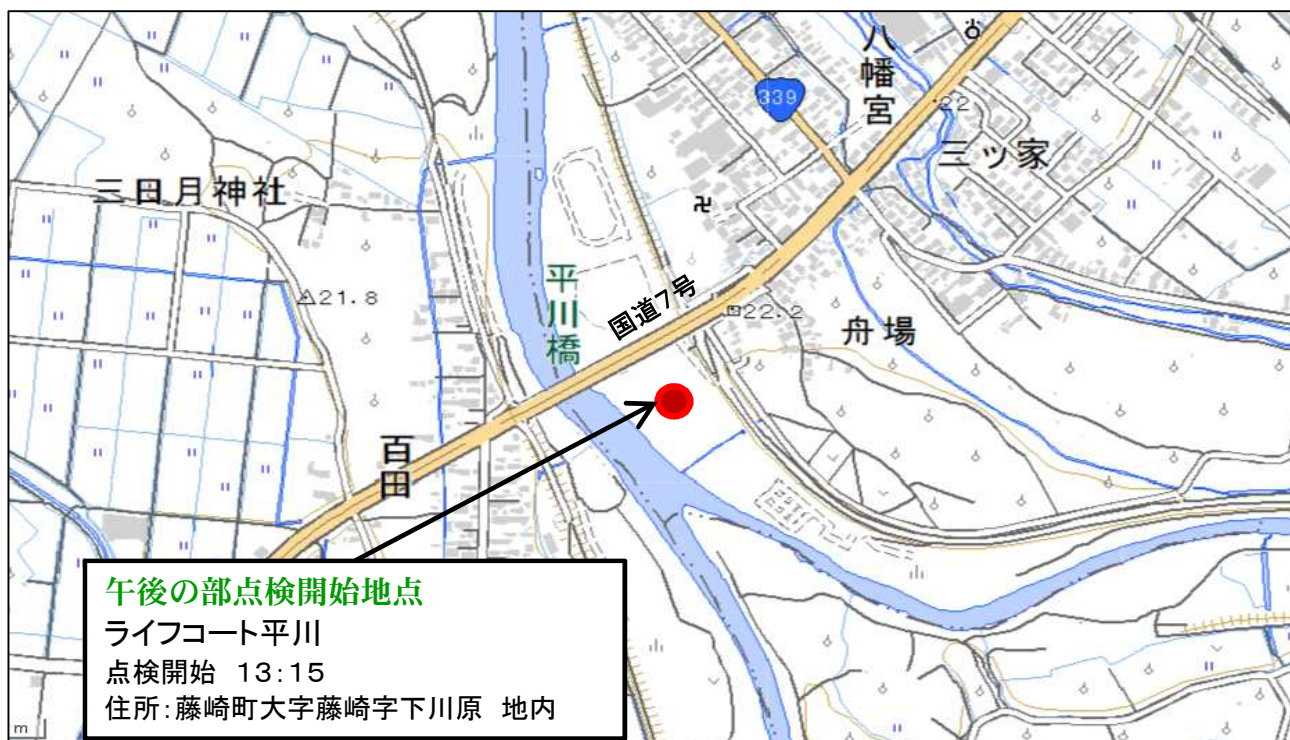 八幡宮
339
22
三ッ家
三日月神社
卍
平川橋
国道7号
△21.8
22.2
舟場
百田
午後の部点検開始地点
ライフコート平川
点検開始 13:15
住所:藤崎町大字藤崎字下川原 地内
m